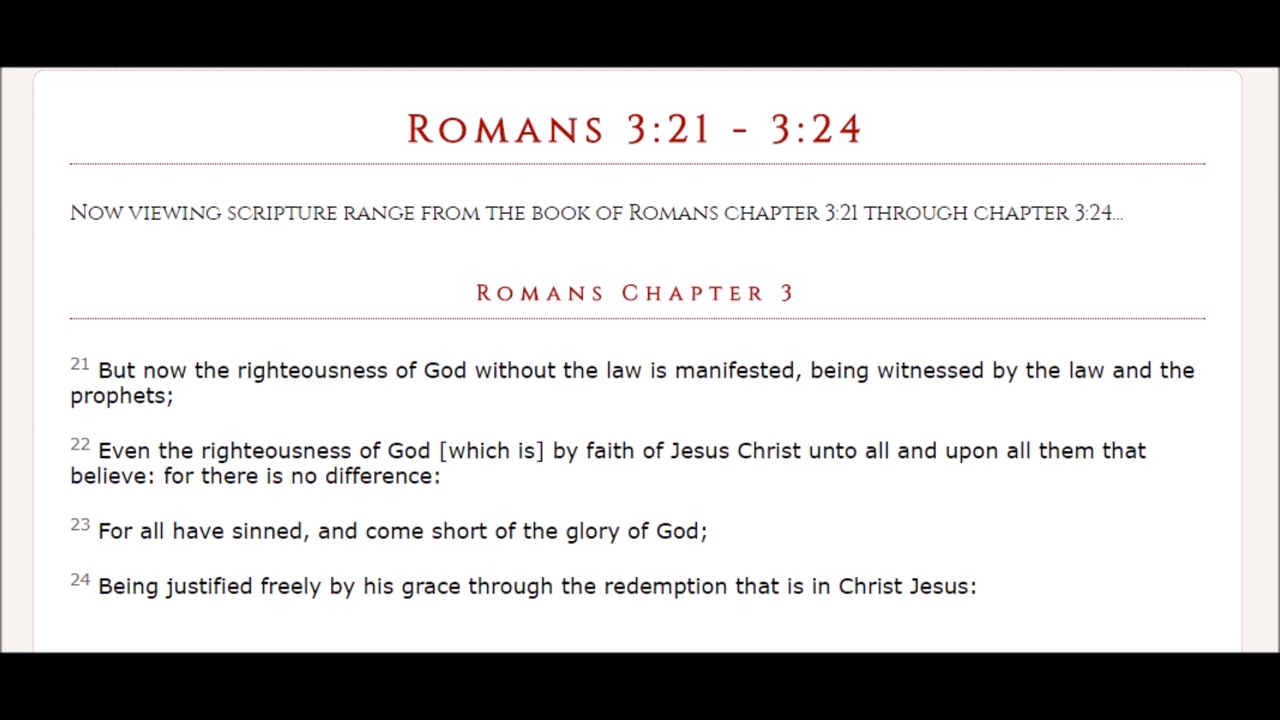 Romans 3:21 - 3:24
Now viewing scripture range from the book of Romans chapter 3:21 through chapter 3:24...
Romans Chapter 3
21 But now the righteousness of God without the law is manifested, being witnessed by the law and the
prophets;
22 Even the righteousness of God [which is] by faith of Jesus Christ unto all and upon all them that
believe: for there is no difference:
23 For all have sinned, and come short of the glory of God;
24 Being justified freely by his grace through the redemption that is in Christ Jesus: